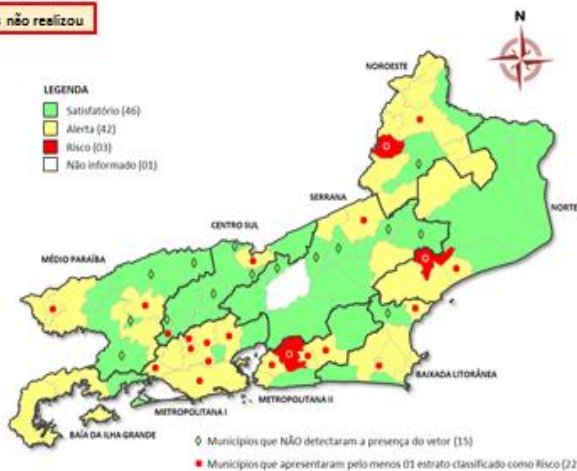 s não realizou
N
NOROESTE
LEGENDA
Satisfatório (46)
Alerta (42)
Risco (03)
Não informado (01)
SERRANA
NORTE
CENTRO SUL
MÉDIO PARAÍBA
BAIXADA LITORÂNEA
METROPOLITANA II
METROPOLITANA I
BAÍA DA ILHA GRANDE
Municípios que NÃO detectaram a presença do vetor (15)
Municípios que apresentaram pelo menos 01 estrato classificado como Risco (22